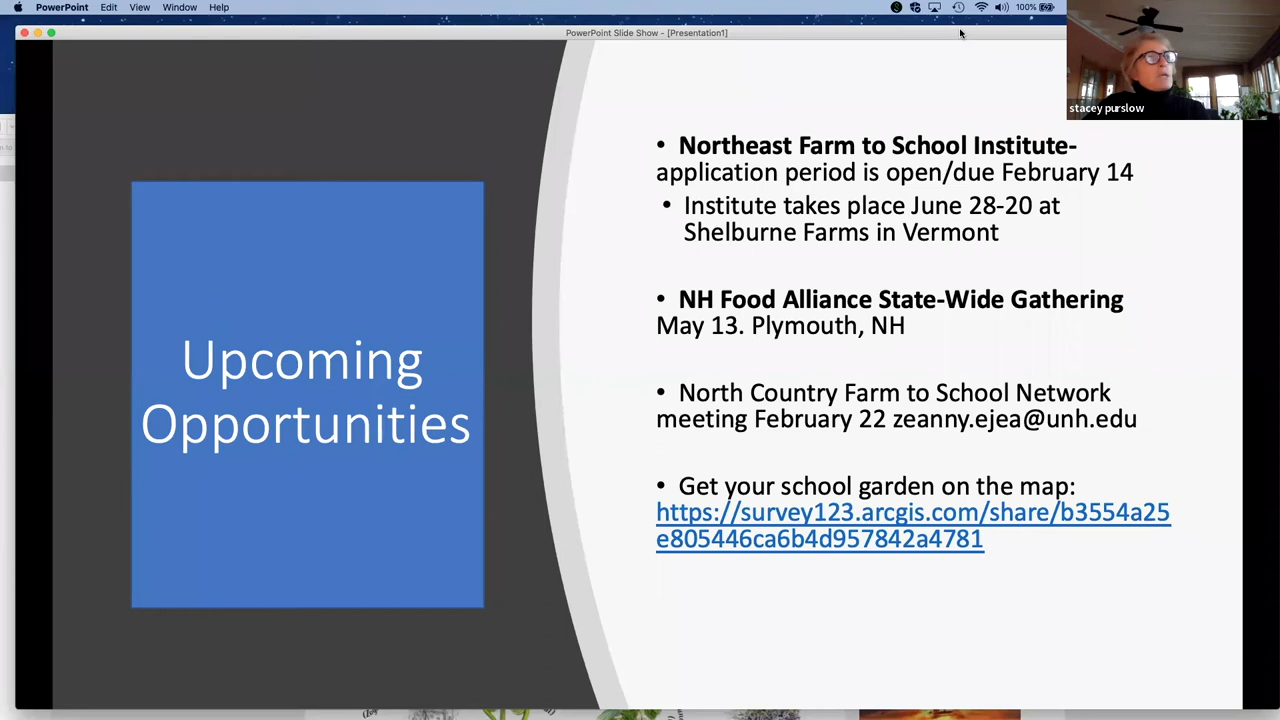 PowerPoint Edit View Window Help
100%
PowerPoint Slide Show - [Presentation1]
stacey purslow
Upcoming
Opportunities
• Northeast Farm to School Institute-
application period is open/due February 14
• Institute takes place June 28-20 at
Shelburne Farms in Vermont
• NH Food Alliance State-Wide Gathering
May 13. Plymouth, NH
• North Country Farm to School Network
meeting February 22 zeanny.ejea@unh.edu
• Get your school garden on the map:
https://survey123.arcgis.com/share/b3554a25
e805446ca6b4d957842a4781